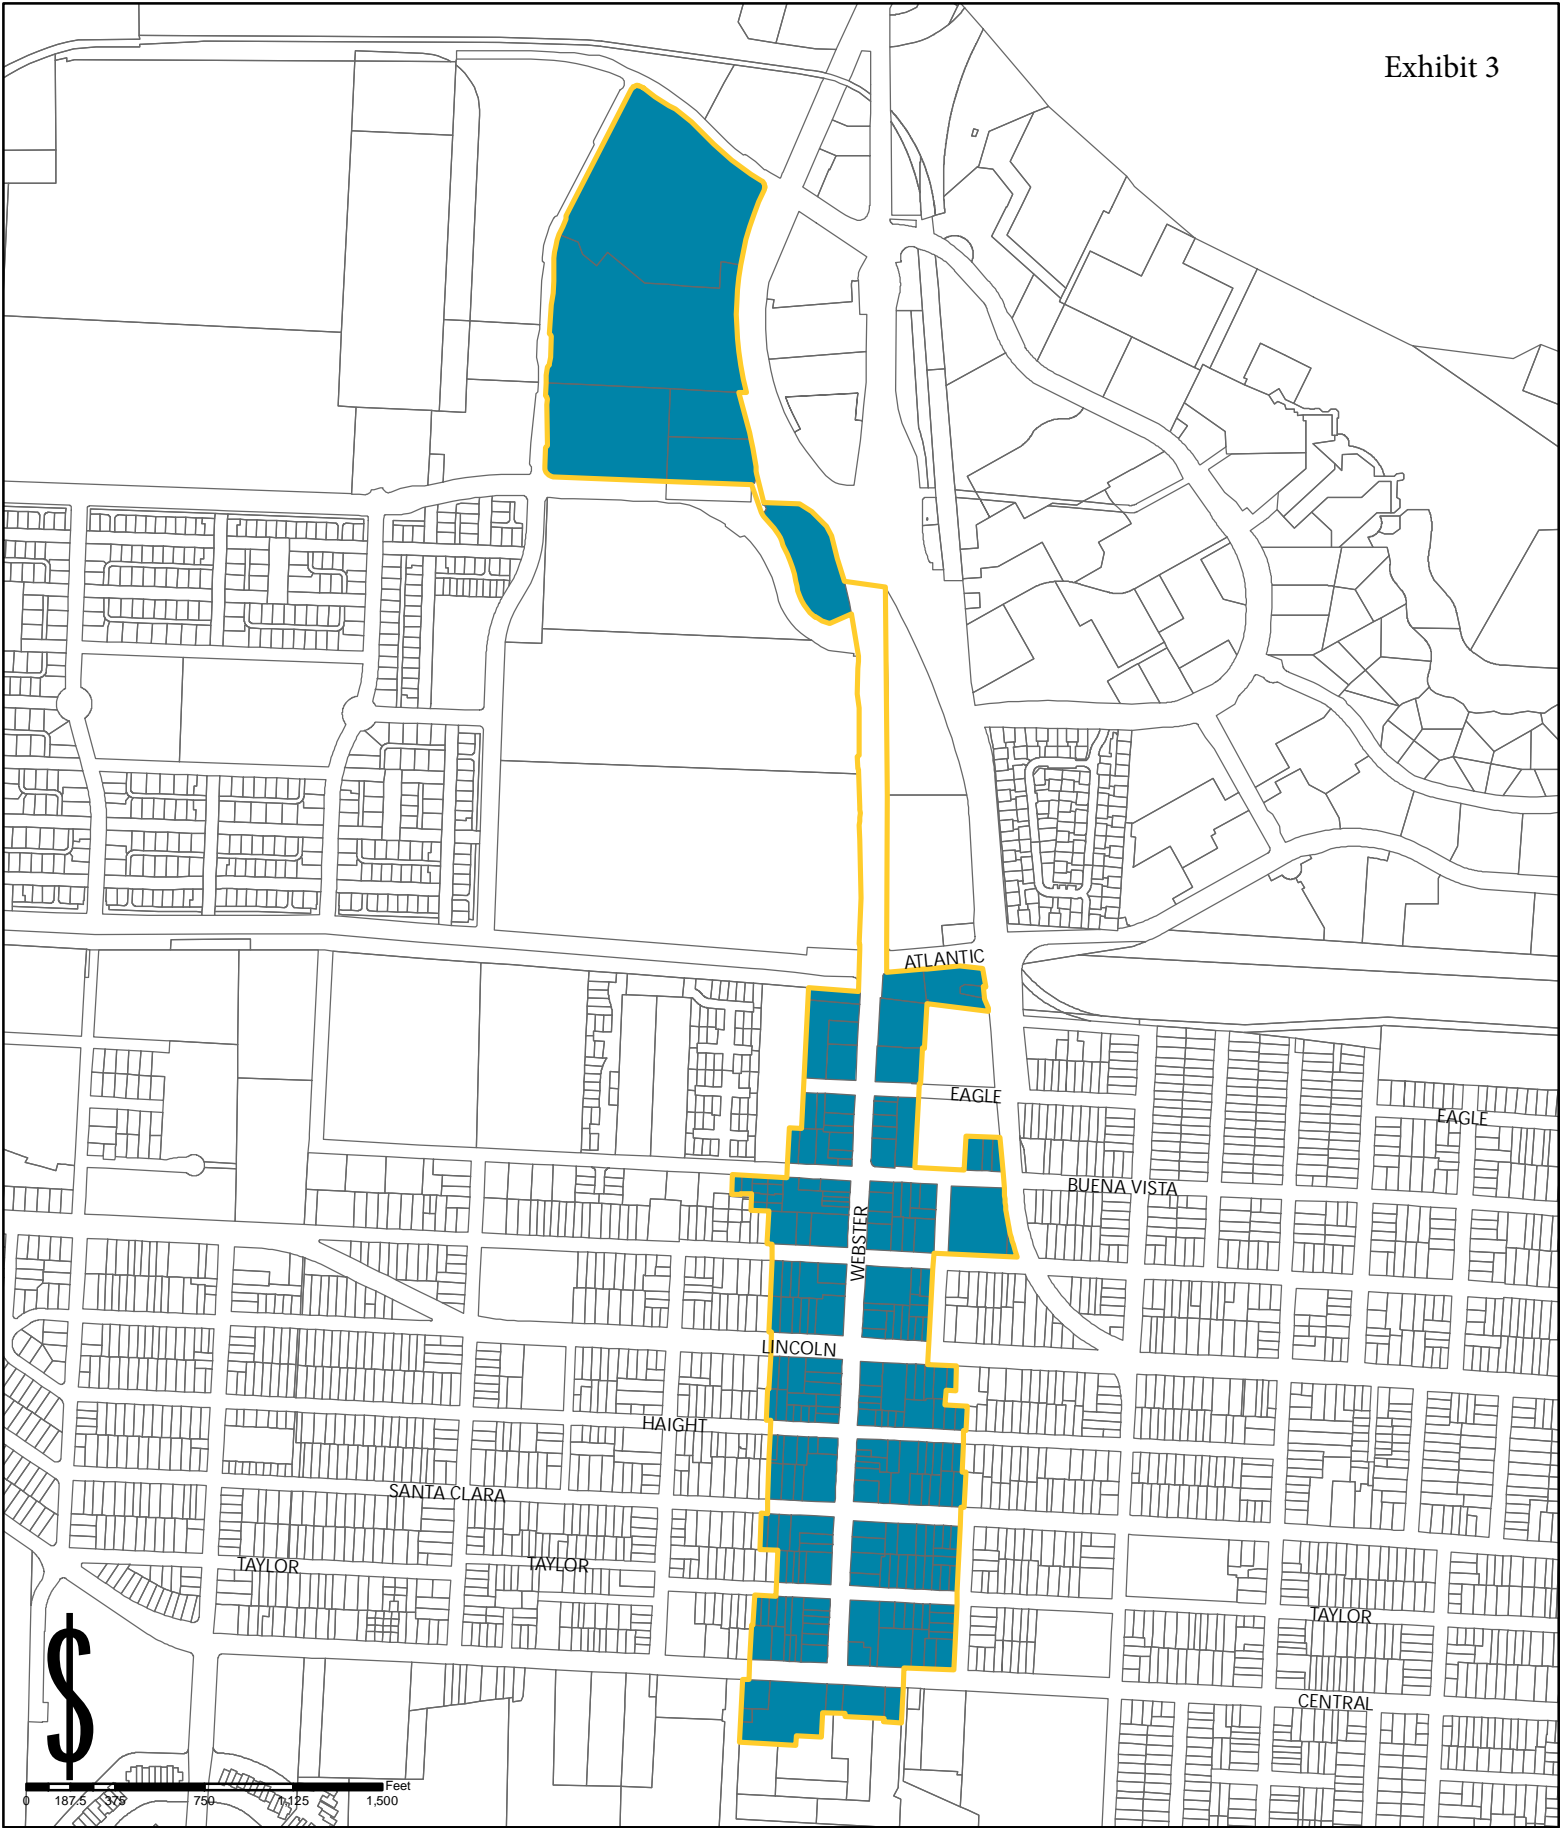 Exhibit 3
ATLANTIC
EAGLE
EAGLE
BUENA VISTA
WEBSTER
LINCOLN
HAIGHT
SANTA CLARA
TAYLOR
TAYLOR
TAYLOR
CENTRAL
$
Feet
0 187.5 375 750 1,125 1,500